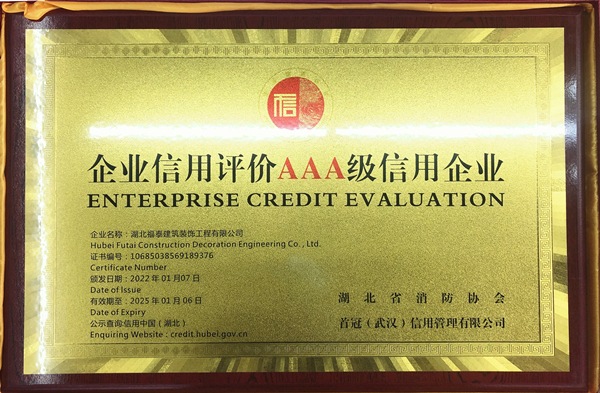 信
企业信用评价AAA级信用企业
ENTERPRISE CREDIT EVALUATION
企业名称：湖北福泰建筑装饰工程有限公司
Hubei Futai Construction Decoration Engineering Co., Ltd.
证书编号：10685038569189376
Certificate Number
颁发日期：2022年01月07日
Date of Issue
有效期至：2025年01月06日
Date of Expiry
公示查询:信用中国（湖北）
Enquiring Website：credit.hubei.gov.cn
湖北省消防协会
首冠（武汉）信用管理有限公司